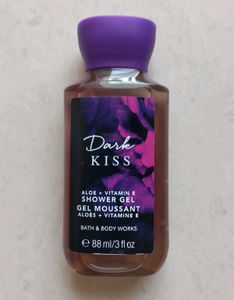 Dark
KISS
ALOE + VITAMIN E
SHOWER GEL
GEL MOUSSANT
ALOÈS + VITAMINE E
BATH & BODY WORKS
e 88 ml/3 fl oz